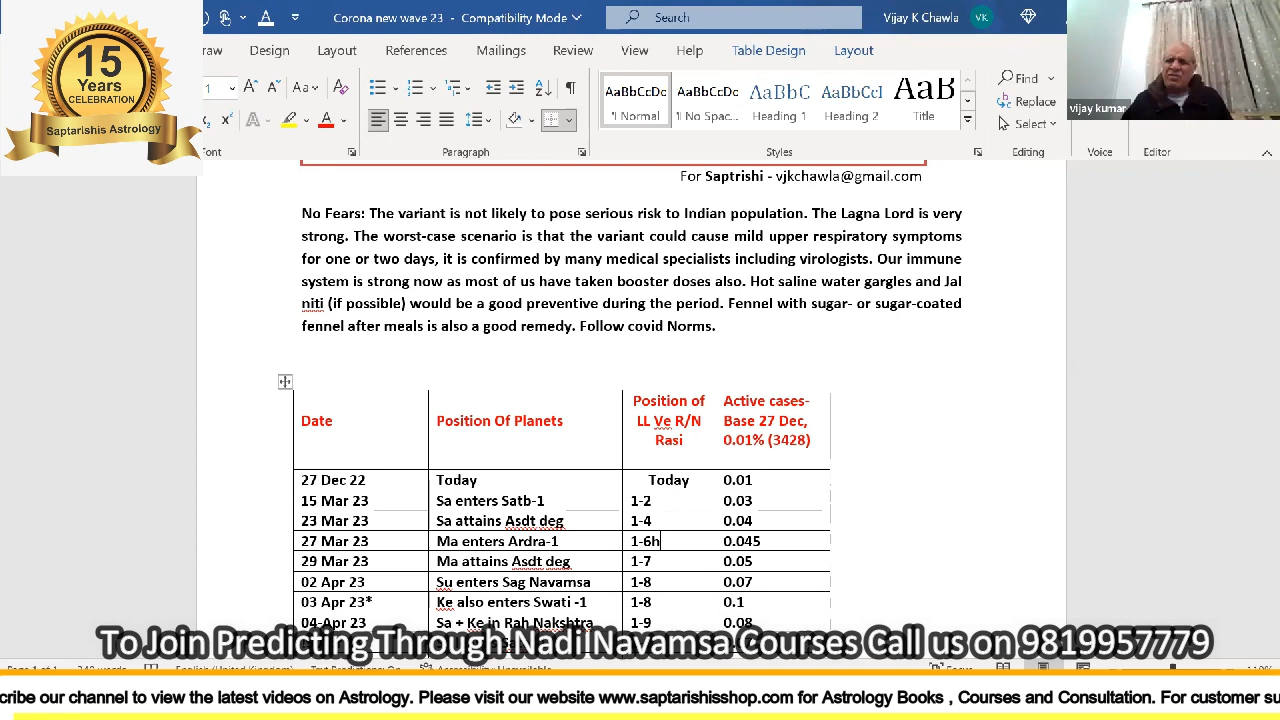 Corona new wave 23 - Compatibility Mode
Search
Vijay K Chawla
VK
raw Design Layout References Mailings Review View Help Table Design Layout
15
Years
CELEBRATION
Saptarishis Astrology
1
Aa
AaBbCcDc AaBbCcDc AaBbC AaBbCcI AaB
¶ Normal ¶ No Spac... Heading 1 Heading 2 Title
Find
Replace
Select
Font Paragraph Styles Editing Voice Editor
vijay kumar
For Saptrishi - vjkchawla@gmail.com
No Fears: The variant is not likely to pose serious risk to Indian population. The Lagna Lord is very
strong. The worst-case scenario is that the variant could cause mild upper respiratory symptoms
for one or two days, it is confirmed by many medical specialists including virologists. Our immune
system is strong now as most of us have taken booster doses also. Hot saline water gargles and Jal
niti (if possible) would be a good preventive during the period. Fennel with sugar- or sugar-coated
fennel after meals is also a good remedy. Follow covid Norms.
Date Position Of Planets Position of LL Ve R/N Rasi Active cases- Base 27 Dec, 0.01% (3428)
27 Dec 22 Today Today 0.01
15 Mar 23 Sa enters Satb-1 1-2 0.03
23 Mar 23 Sa attains Asdt deg 1-4 0.04
27 Mar 23 Ma enters Ardra-1 1-6h 0.045
29 Mar 23 Ma attains Asdt deg 1-7 0.05
02 Apr 23 Su enters Sag Navamsa 1-8 0.07
03 Apr 23* Ke also enters Swati -1 1-8 0.1
04-Apr 23 Sa + Ke in Rah Nakshtra 1-9 0.08
To Join Predicting Through Nadi Navamsa Courses Call us on 9819957779
cribe our channel to view the latest videos on Astrology. Please visit our website www.saptarishisshop.com for Astrology Books , Courses and Consultation. For customer su